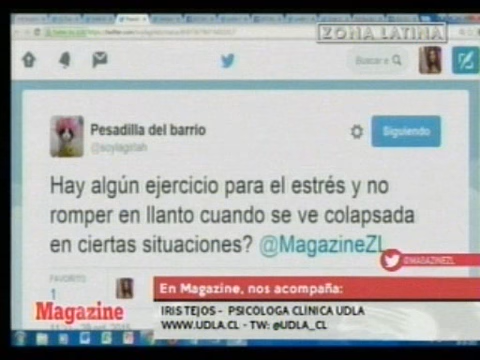 ZONA LATINA
Buscar a
Pesadilla del barrio
@soylagirlah
Siguiendo
Hay algún ejercicio para el estrés y no
romper en llanto cuando se ve colapsada
en ciertas situaciones? @MagazineZL
@MAGAZINEZL
FAVORITO
1
En Magazine, nos acompaña:
Magazine
IRIS TEJOS - PSICOLOGA CLÍNICA UDLA
WWW.UDLA.CL - TW: @UDLA_CL